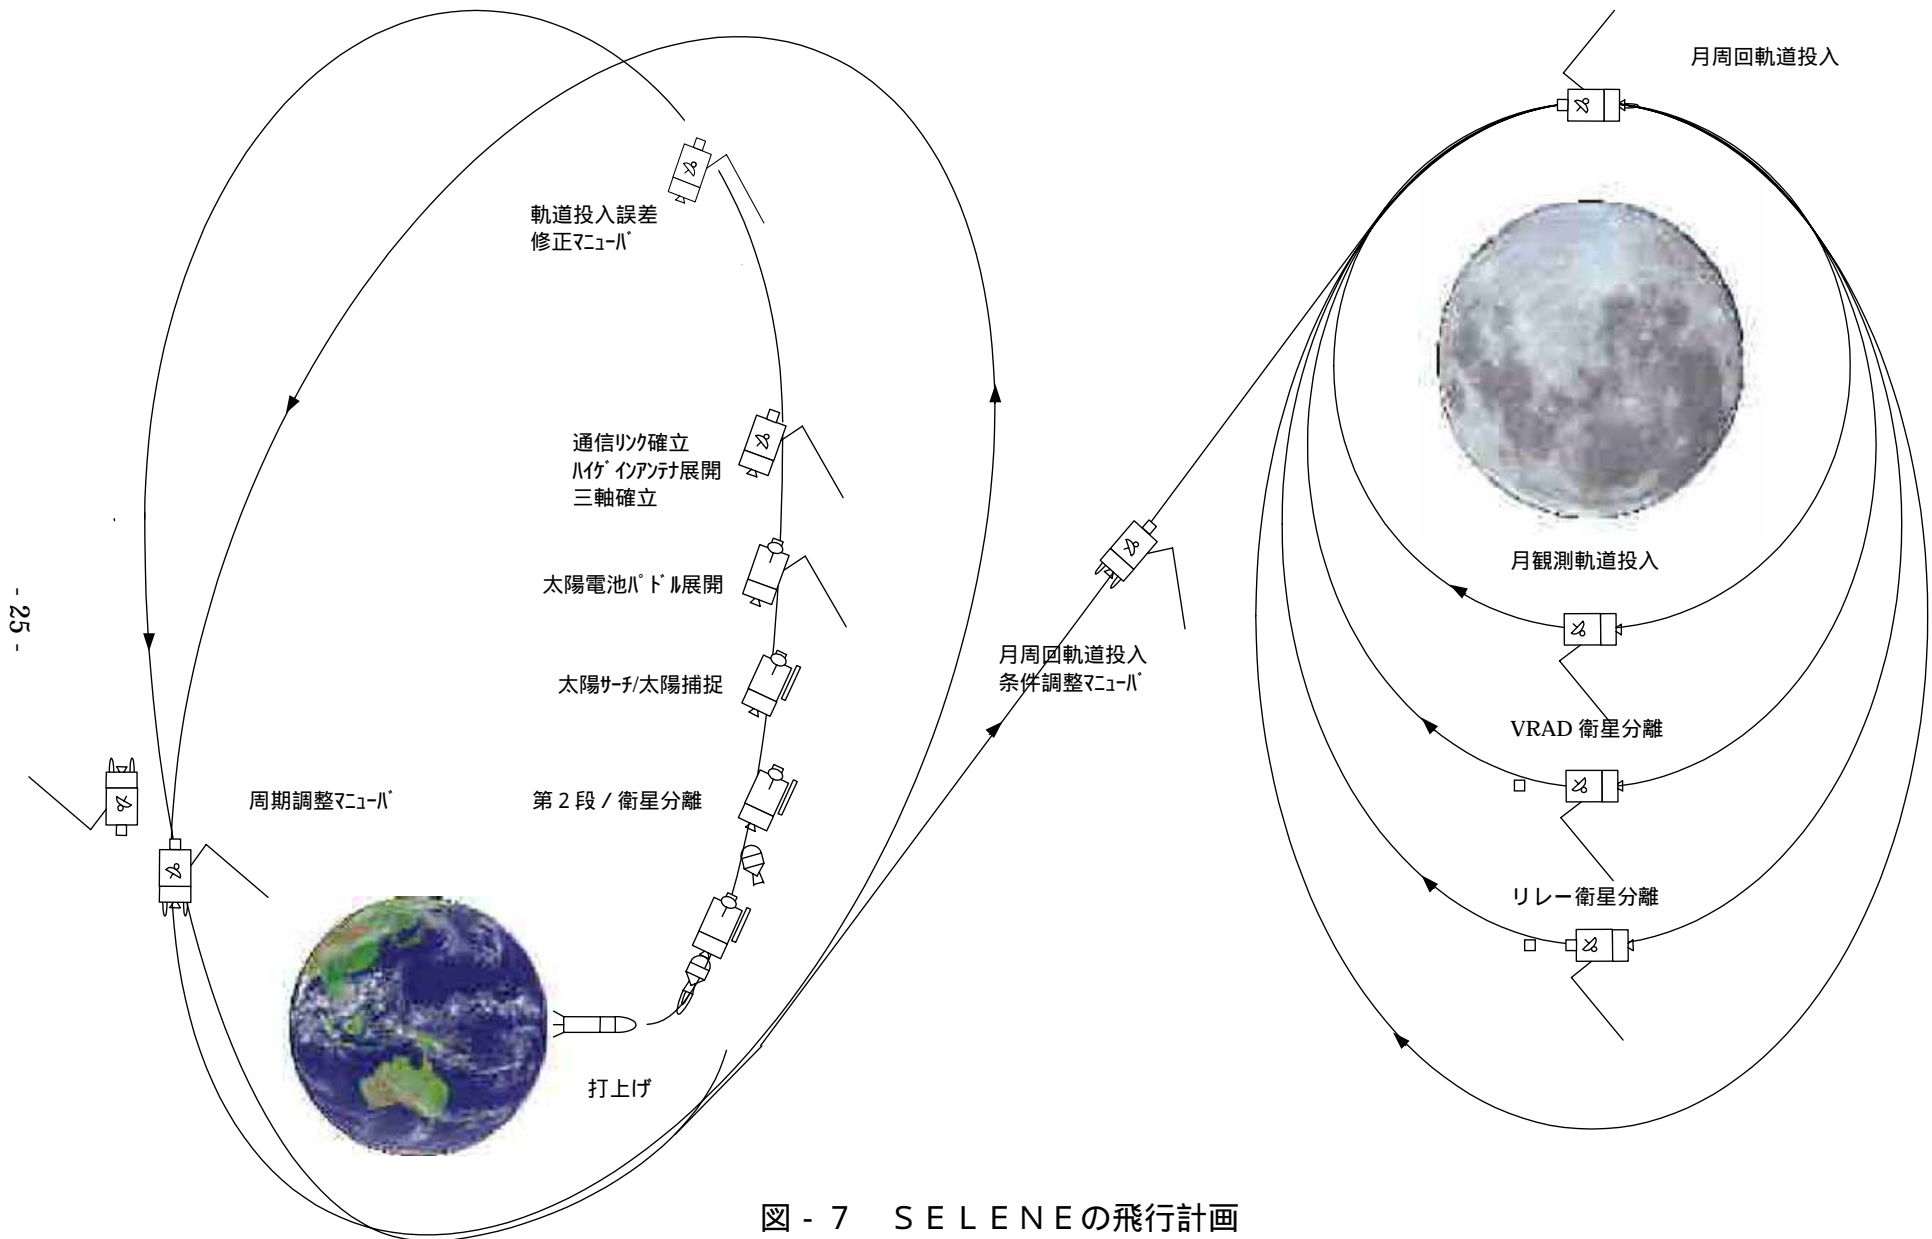 月周回軌道投入
軌道投入誤差
修正ﾏﾆｭｰﾊﾞ
通信ﾘﾝｸ確立
ﾊｲｹﾞｲﾝｱﾝﾃﾅ展開
三軸確立
太陽電池ﾊﾟﾄﾞﾙ展開
太陽ｻｰﾁ/太陽捕捉
第２段 / 衛星分離
周期調整ﾏﾆｭｰﾊﾞ
打上げ
月周回軌道投入
条件調整ﾏﾆｭｰﾊﾞ
月観測軌道投入
VRAD 衛星分離
リレー衛星分離
- 25 -
図 - ７　ＳＥＬＥＮＥの飛行計画